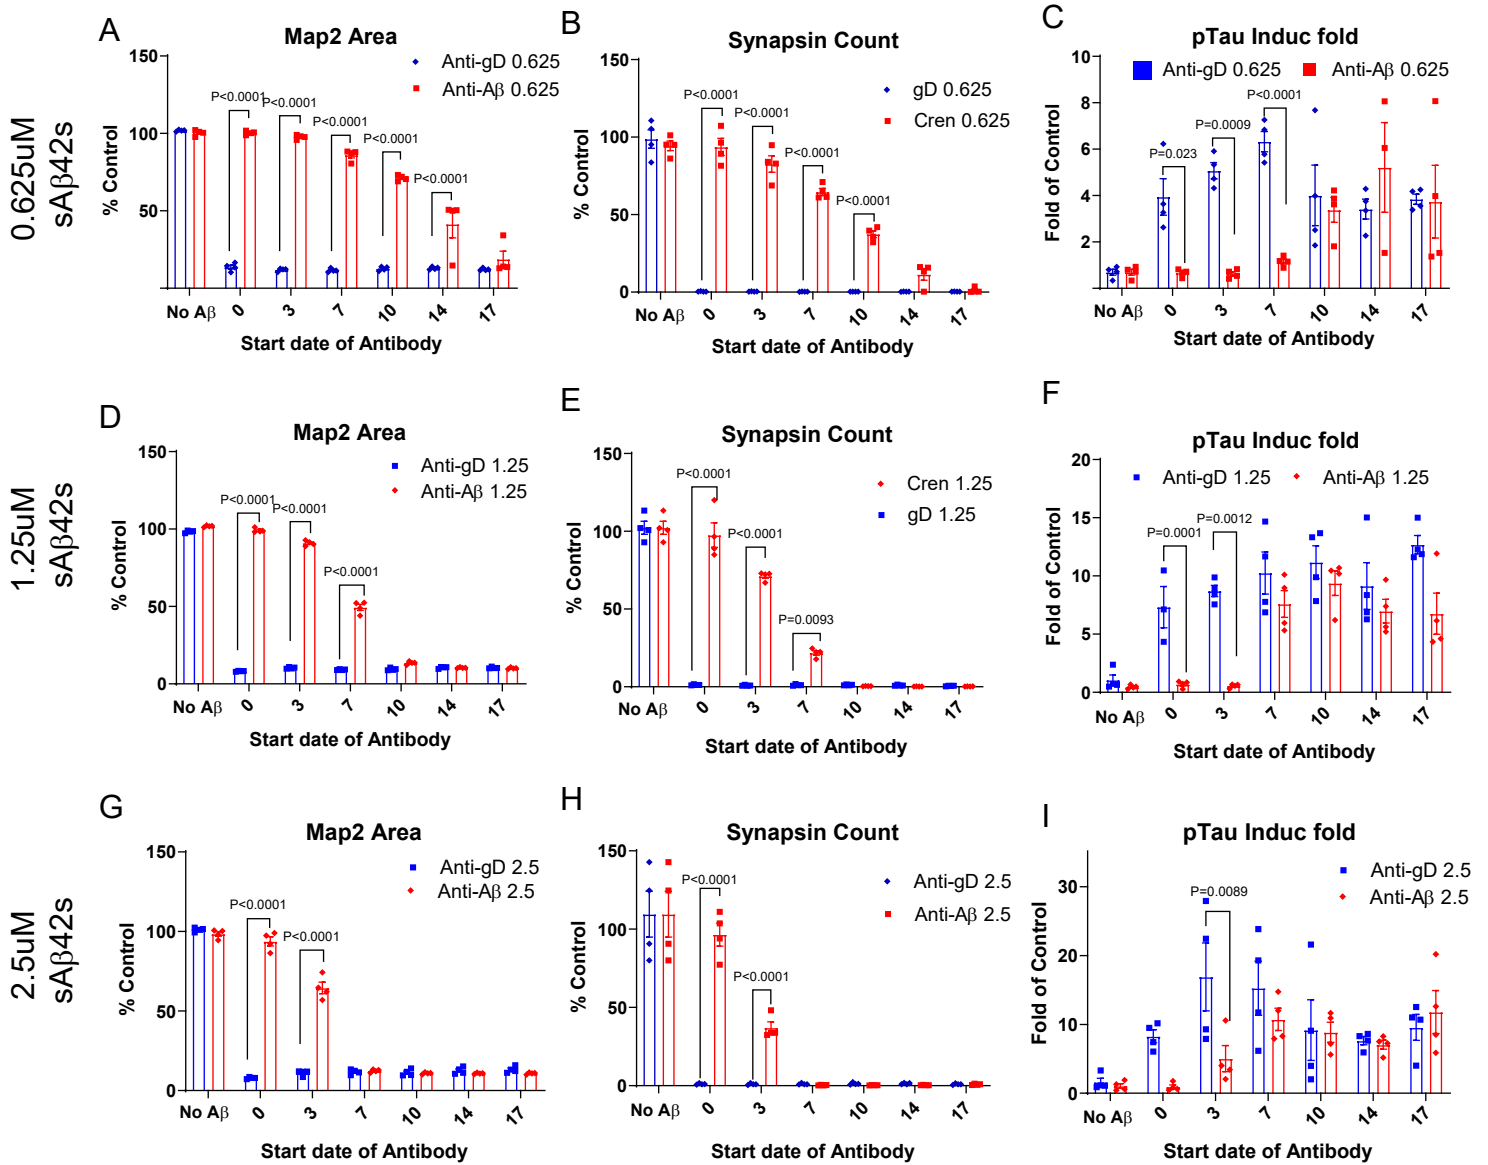 0.625uM
sAβ42s
A
Map2 Area
Anti-gD 0.625
Anti-Aβ 0.625
150
100
50
% Control
P<0.0001
P<0.0001
P<0.0001
P<0.0001
P<0.0001
No Aβ 0 3 7 10 14 17
Start date of Antibody
B
Synapsin Count
gD 0.625
Cren 0.625
150
100
50
0
% Control
P<0.0001
P<0.0001
P<0.0001
P<0.0001
No Aβ 0 3 7 10 14 17
Start date of Antibody
C
pTau Induc fold
Anti-gD 0.625 Anti-Aβ 0.625
10
8
6
4
2
Fold of Control
P=0.023
P=0.0009
P<0.0001
No Aβ 0 3 7 10 14 17
Start date of Antibody
1.25uM
sAβ42s
D
Map2 Area
Anti-gD 1.25
Anti-Aβ 1.25
150
100
50
0
% Control
P<0.0001
P<0.0001
P<0.0001
No Aβ 0 3 7 10 14 17
Start date of Antibody
E
Synapsin Count
Cren 1.25
gD 1.25
150
100
50
0
% Control
P<0.0001
P<0.0001
P=0.0093
No Aβ 0 3 7 10 14 17
Start date of Antibody
F
pTau Induc fold
Anti-gD 1.25 Anti-Aβ 1.25
20
15
10
5
0
Fold of Control
P=0.0001
P=0.0012
No Aβ 0 3 7 10 14 17
Start date of Antibody
2.5uM
sAβ42s
G
Map2 Area
Anti-gD 2.5
Anti-Aβ 2.5
150
100
50
0
% Control
P<0.0001
P<0.0001
No Aβ 0 3 7 10 14 17
Start date of Antibody
H
Synapsin Count
Anti-gD 2.5
Anti-Aβ 2.5
150
100
50
0
% Control
P<0.0001
P<0.0001
No Aβ 0 3 7 10 14 17
Start date of Antibody
I
pTau Induc fold
Anti-gD 2.5
Anti-Aβ 2.5
30
20
10
0
Fold of Control
P=0.0089
No Aβ 0 3 7 10 14 17
Start date of Antibody